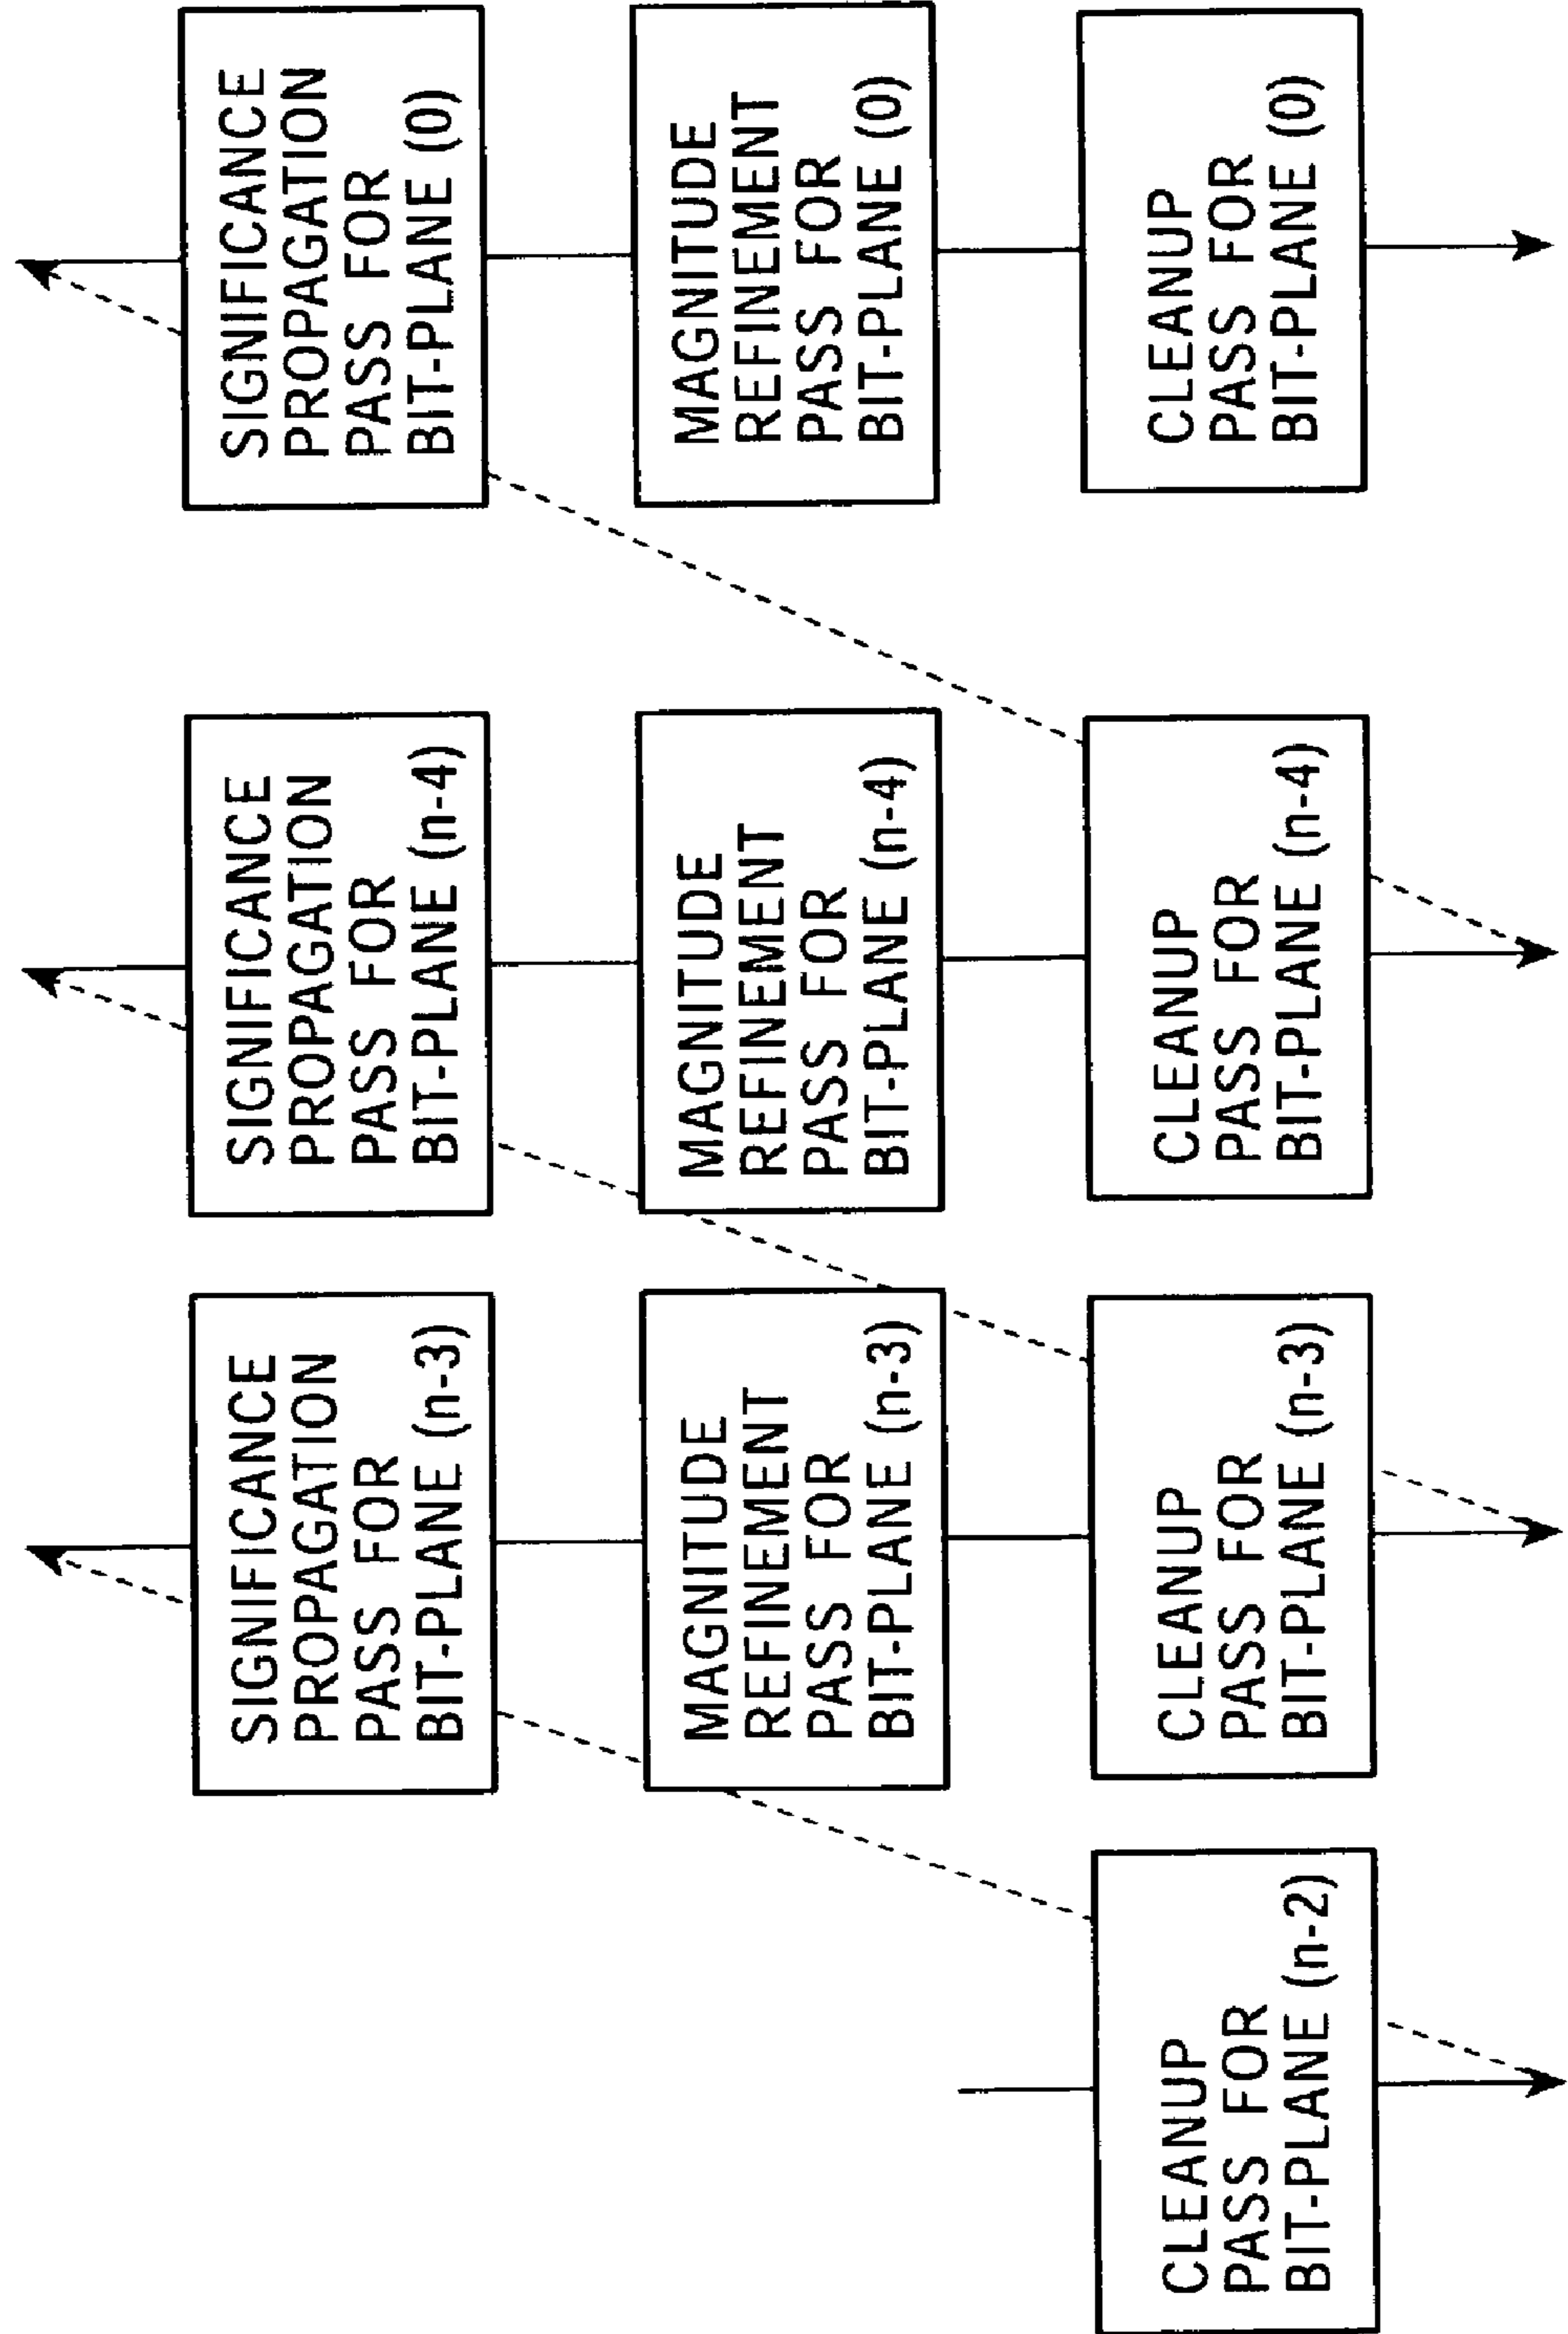 CLEANUP
PASS FOR
BIT-PLANE (n-2)
SIGNIFICANCE
PROPAGATION
PASS FOR
BIT-PLANE (n-3)
MAGNITUDE
REFINEMENT
PASS FOR
BIT-PLANE (n-3)
CLEANUP
PASS FOR
BIT-PLANE (n-3)
SIGNIFICANCE
PROPAGATION
PASS FOR
BIT-PLANE (n-4)
MAGNITUDE
REFINEMENT
PASS FOR
BIT-PLANE (n-4)
CLEANUP
PASS FOR
BIT-PLANE (n-4)
SIGNIFICANCE
PROPAGATION
PASS FOR
BIT-PLANE (0)
MAGNITUDE
REFINEMENT
PASS FOR
BIT-PLANE (0)
CLEANUP
PASS FOR
BIT-PLANE (0)